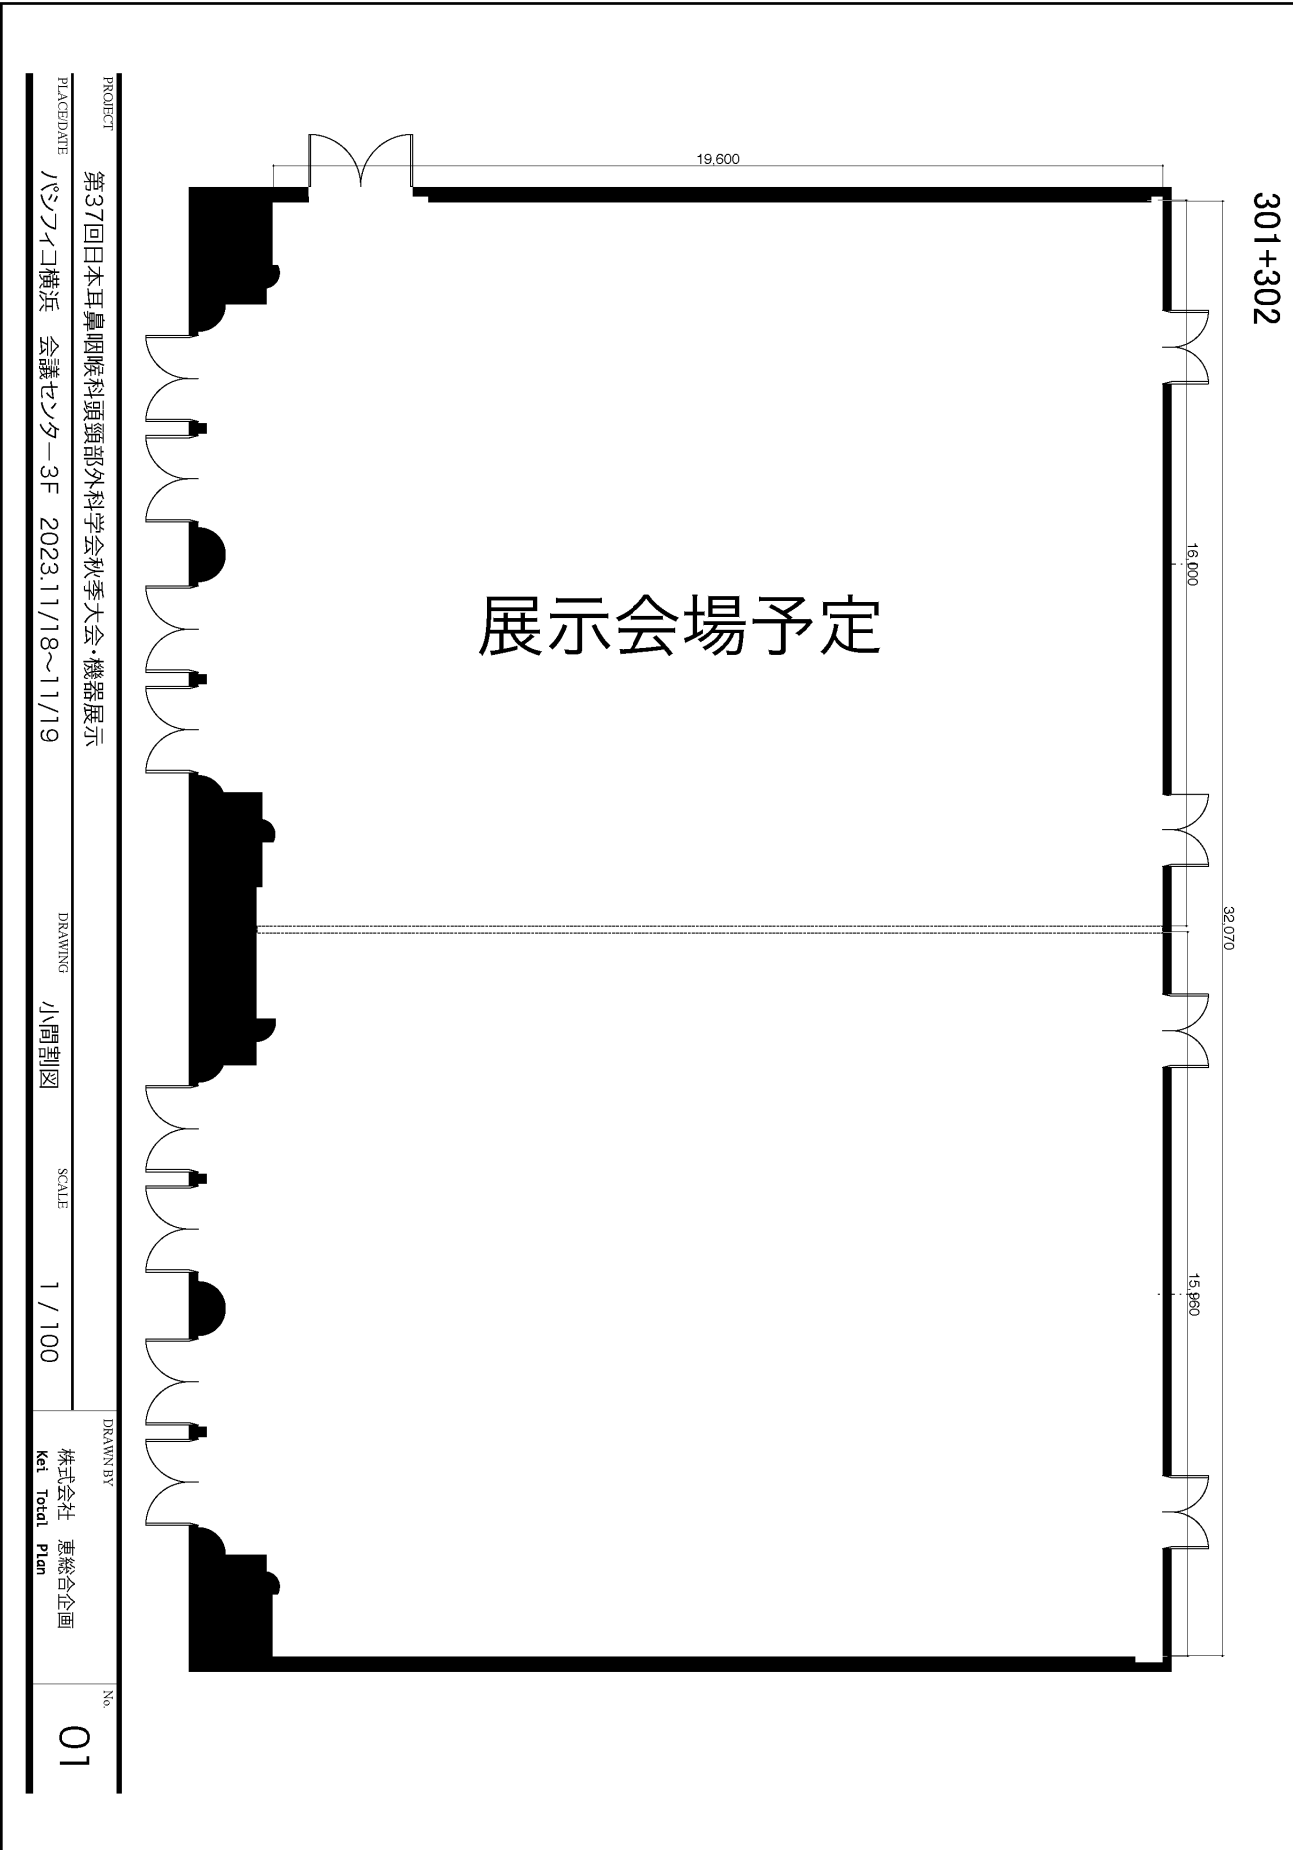 301+302
19,600
16,000
32,070
15,960
展示会場予定
PROJECT
第37回日本耳鼻咽喉科頭頸部外科学会秋季大会・機器展示
PLACE/DATE
パシフィコ横浜 会議センター3F 2023.11/18～11/19
DRAWING
小間割図
SCALE
1 / 100
DRAWN BY
株式会社 恵総合企画
Kei Total Plan
No.
01